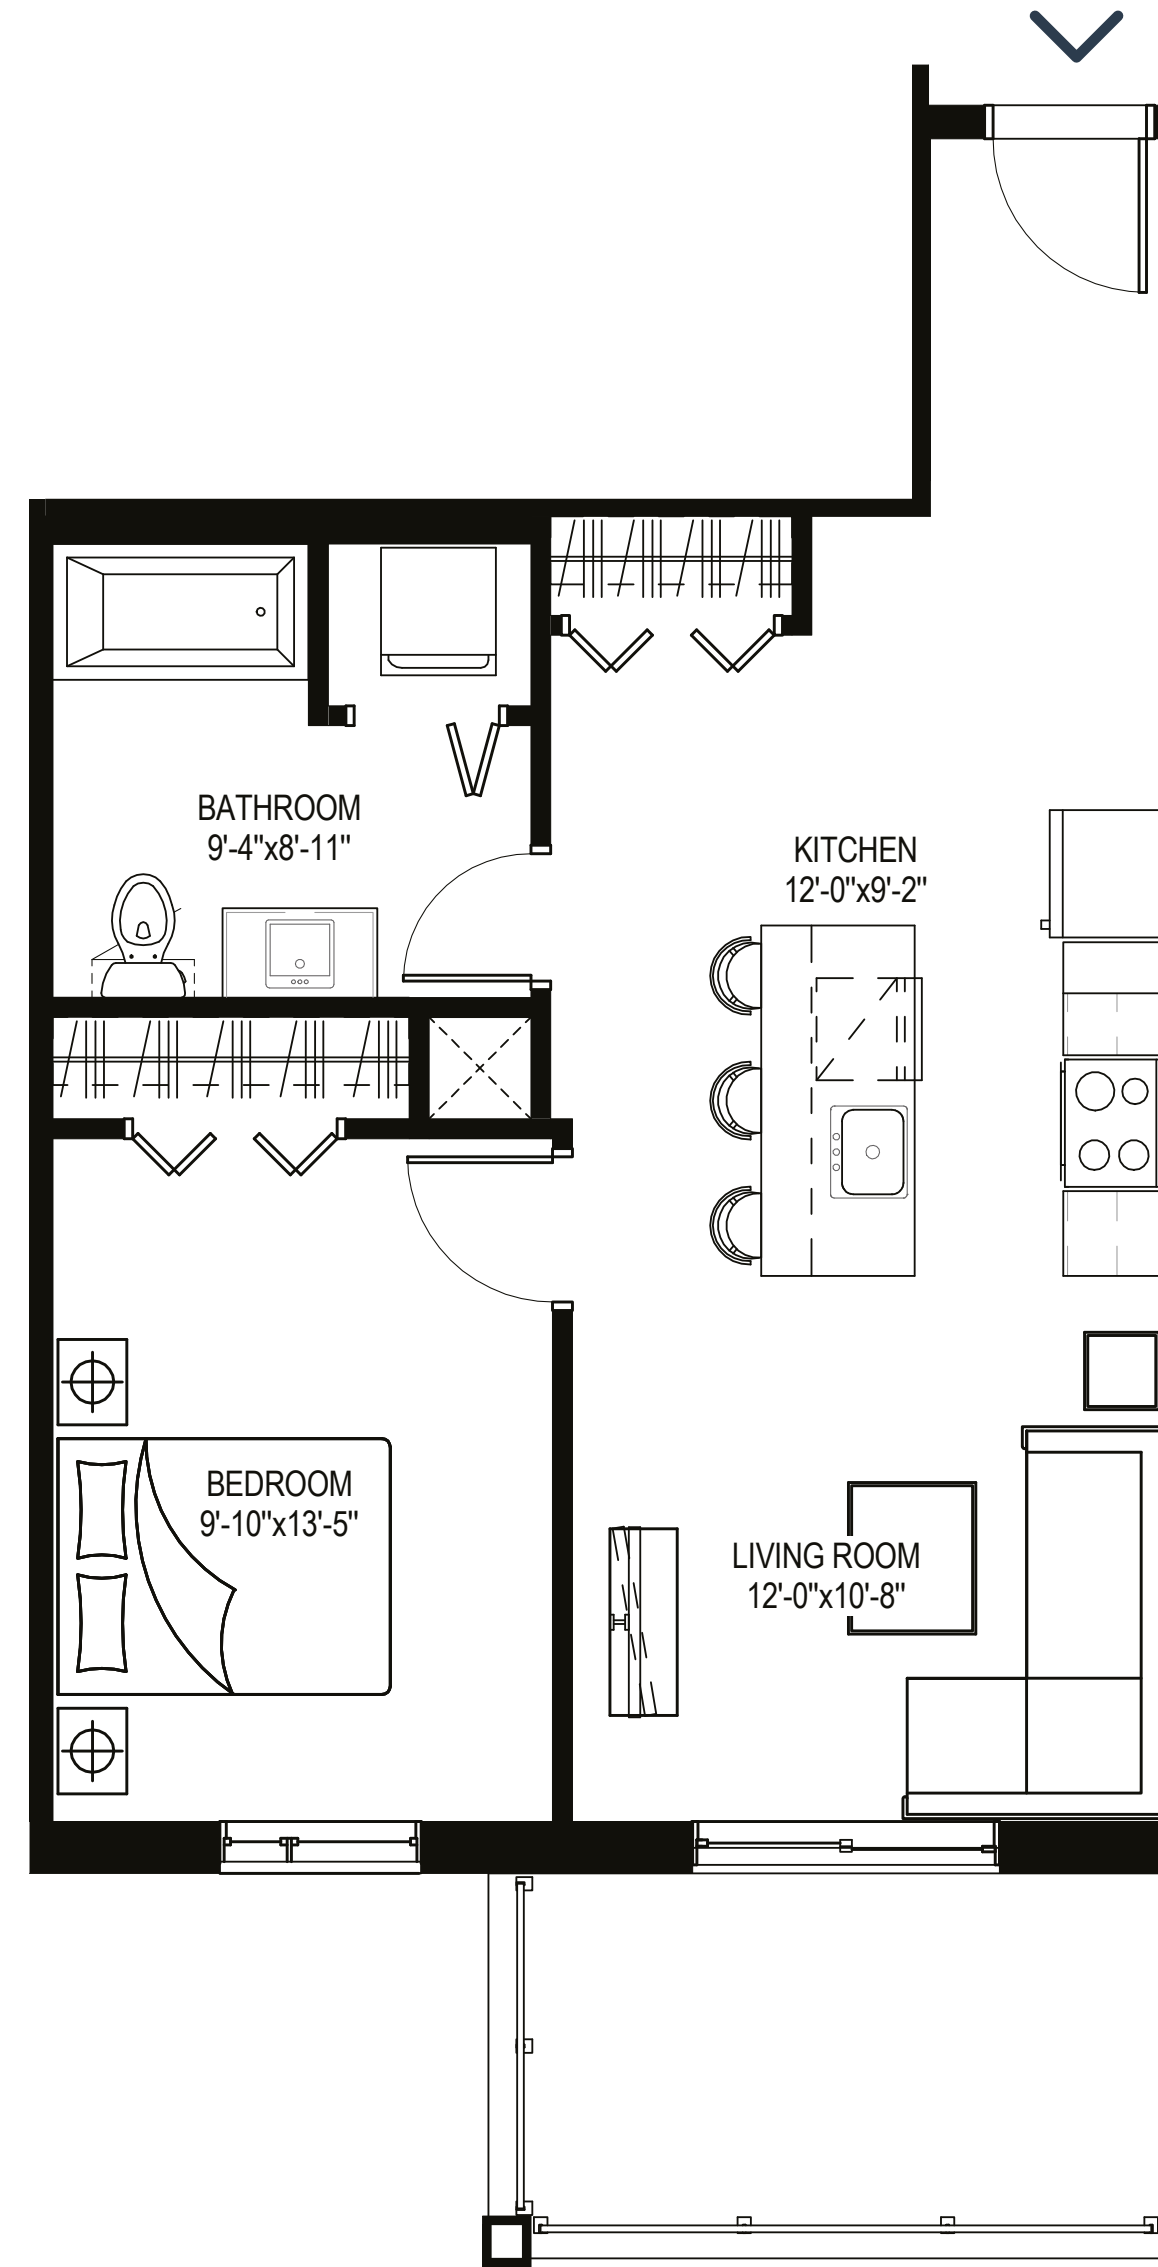 BATHROOM
9'-4"x8'-11"
KITCHEN
12'-0"x9'-2"
BEDROOM
9'-10"x13'-5"
LIVING ROOM
12'-0"x10'-8"